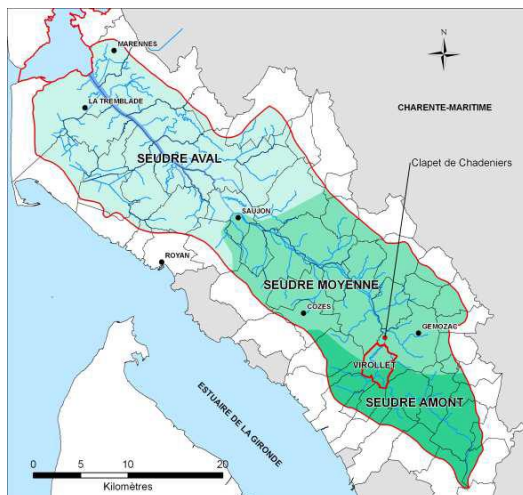 N
MARENNES
CHARENTE-MARITIME
LA TREMBLADE
SEUDRE AVAL
Clapet de Chadeniers
SAUJON
ROYAN
SEUDRE MOYENNE
COZES
GEMOZAC
VIROLLET
SEUDRE AMONT
ESTUAIRE DE LA GIRONDE
0 5 10 20
Kilomètres